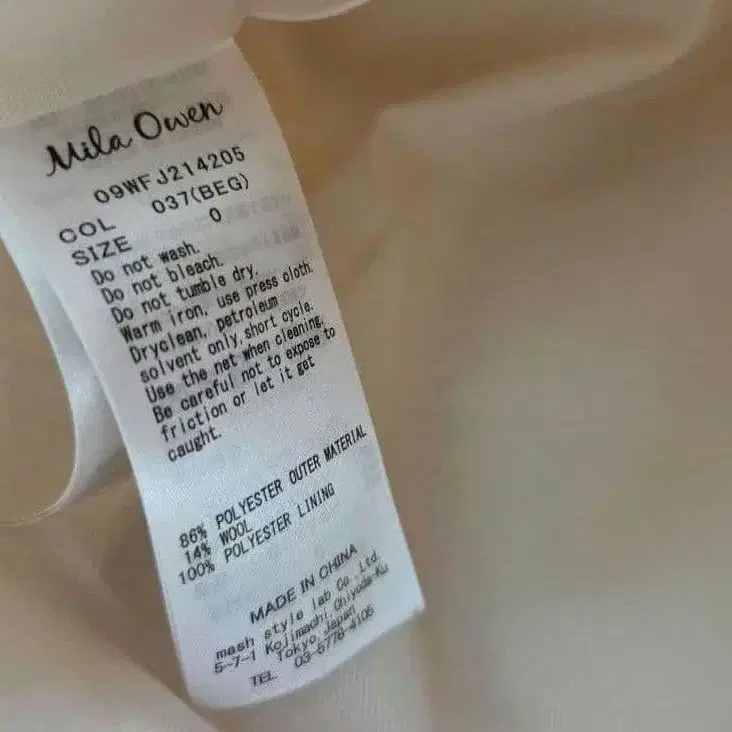 Mila Owen
09WFJ214205
COL 037(BEG)
SIZE 0
Do not wash.
Do not bleach.
Do not tumble dry.
Warm iron, use press cloth.
Dryclean, petroleum
solvent only,short cycle.
Use the net when cleaning.
Be careful not to expose to
friction or let it get
caught.
86% POLYESTER OUTER MATERIAL
14% WOOL
100% POLYESTER LINING
MADE IN CHINA
mash style lab Co.,Ltd.
5-7-1 Kojimachi,Chiyoda-Ku
Tokyo,Japan
TEL 03-6778-4105